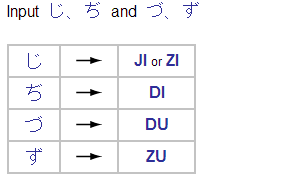 Input じ、ぢ and づ、ず
じ → JI or ZI
ぢ → DI
づ → DU
ず → ZU